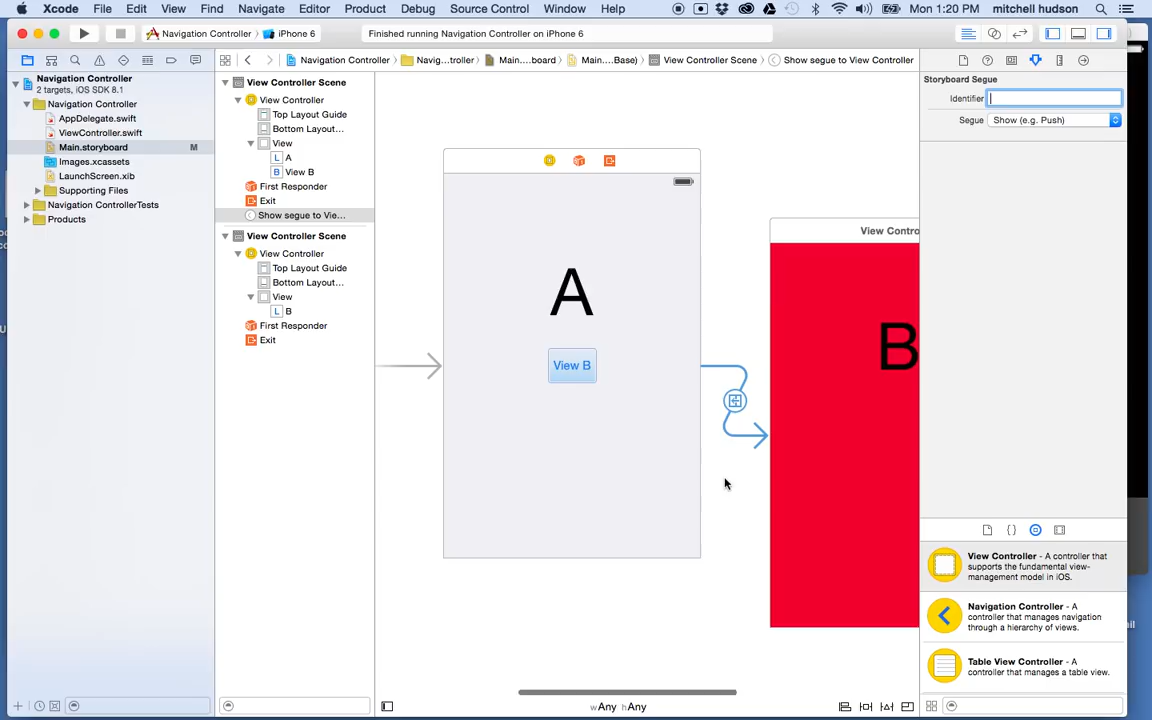 Xcode File Edit View Find Navigate Editor Product Debug Source Control Window Help Mon 1:20 PM mitchell hudson
Navigation Controller iPhone 6 Finished running Navigation Controller on iPhone 6
Navigation Controller Navig...troller Main....board Main....Base) View Controller Scene Show segue to View Controller
Navigation Controller
2 targets, iOS SDK 8.1
Navigation Controller
AppDelegate.swift
ViewController.swift
Main.storyboard M
Images.xcassets
LaunchScreen.xib
Supporting Files
Navigation ControllerTests
Products
View Controller Scene
View Controller
Top Layout Guide
Bottom Layout...
View
L A
B View B
First Responder
Exit
Show segue to Vie...
View Controller Scene
View Controller
Top Layout Guide
Bottom Layout...
View
L B
First Responder
Exit
A
View B
View Contro
B
wAny hAny
Storyboard Segue
Identifier
Segue Show (e.g. Push)
View Controller - A controller that
supports the fundamental view-
management model in iOS.
Navigation Controller - A
controller that manages navigation
through a hierarchy of views.
Table View Controller - A
controller that manages a table view.